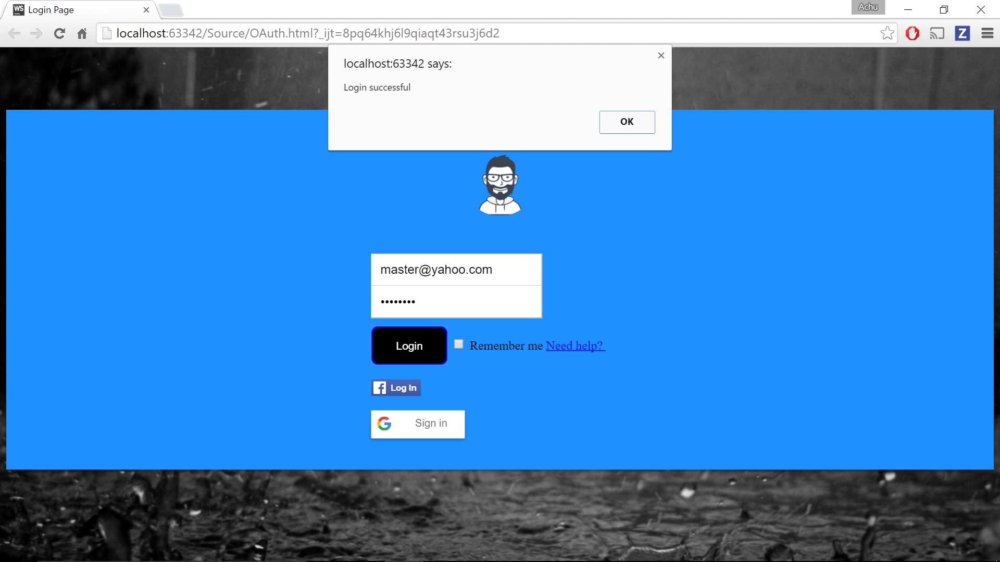 WS Login Page
Achu
localhost:63342/Source/OAuth.html?_ijt=8pq64khj6l9qiaqt43rsu3j6d2
Z
localhost:63342 says:
Login successful
OK
master@yahoo.com
••••••••
Login Remember me Need help?
f Log In
G Sign in